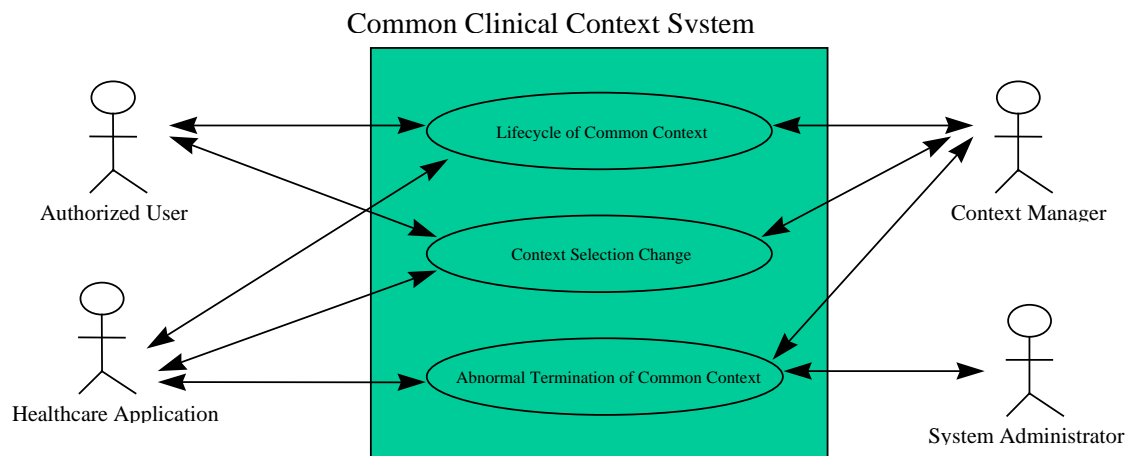 Common Clinical Context System
Lifecycle of Common Context
Authorized User
Context Manager
Context Selection Change
Abnormal Termination of Common Context
Healthcare Application
System Administrator